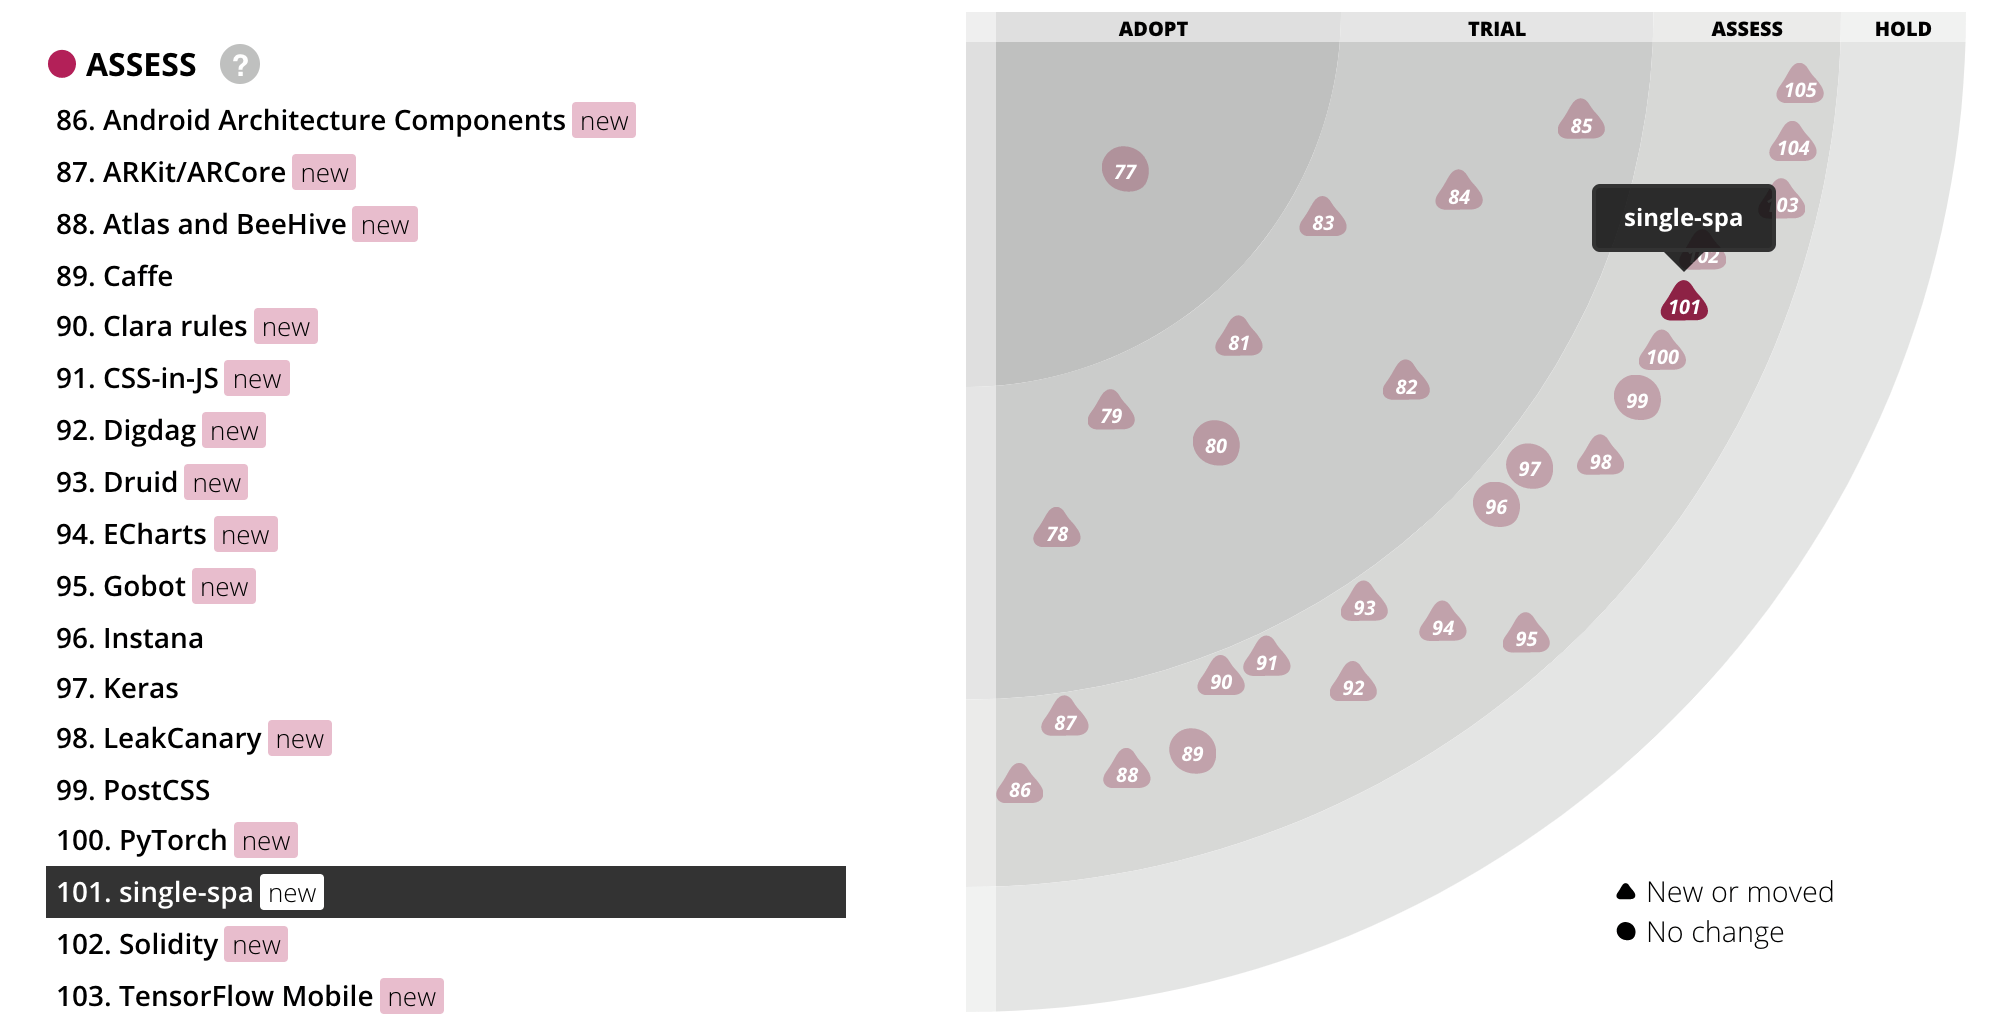 ASSESS ?
86. Android Architecture Components new
87. ARKit/ARCore new
88. Atlas and BeeHive new
89. Caffe
90. Clara rules new
91. CSS-in-JS new
92. Digdag new
93. Druid new
94. ECharts new
95. Gobot new
96. Instana
97. Keras
98. LeakCanary new
99. PostCSS
100. PyTorch new
101. single-spa new
102. Solidity new
103. TensorFlow Mobile new
ADOPT TRIAL ASSESS HOLD
105
85
104
77
84
03
83
single-spa
02
101
81
100
82
99
79
80
98
97
96
78
93
94
95
91
90
92
87
89
88
86
New or moved
No change